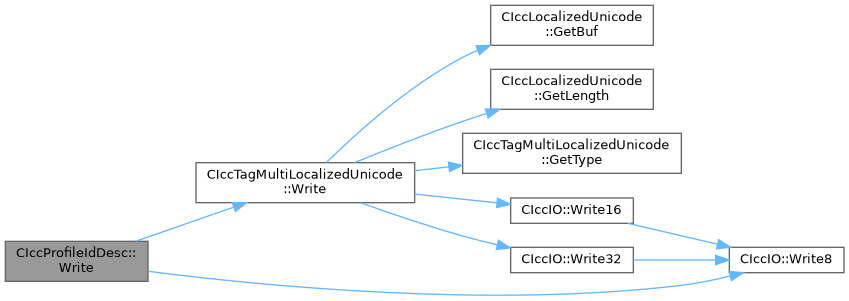 CIccLocalizedUnicode
::GetBuf
CIccLocalizedUnicode
::GetLength
CIccTagMultiLocalizedUnicode
::GetType
CIccTagMultiLocalizedUnicode
::Write
CIccIO::Write16
CIccProfileIdDesc::
Write
CIccIO::Write32
CIccIO::Write8